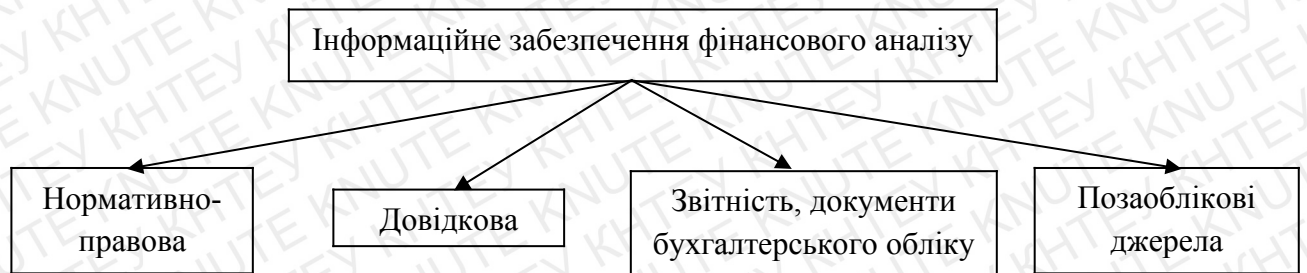 Інформаційне забезпечення фінансового аналізу
Нормативно-
правова
Довідкова
Звітність, документи
бухгалтерського обліку
Позаоблікові
джерела